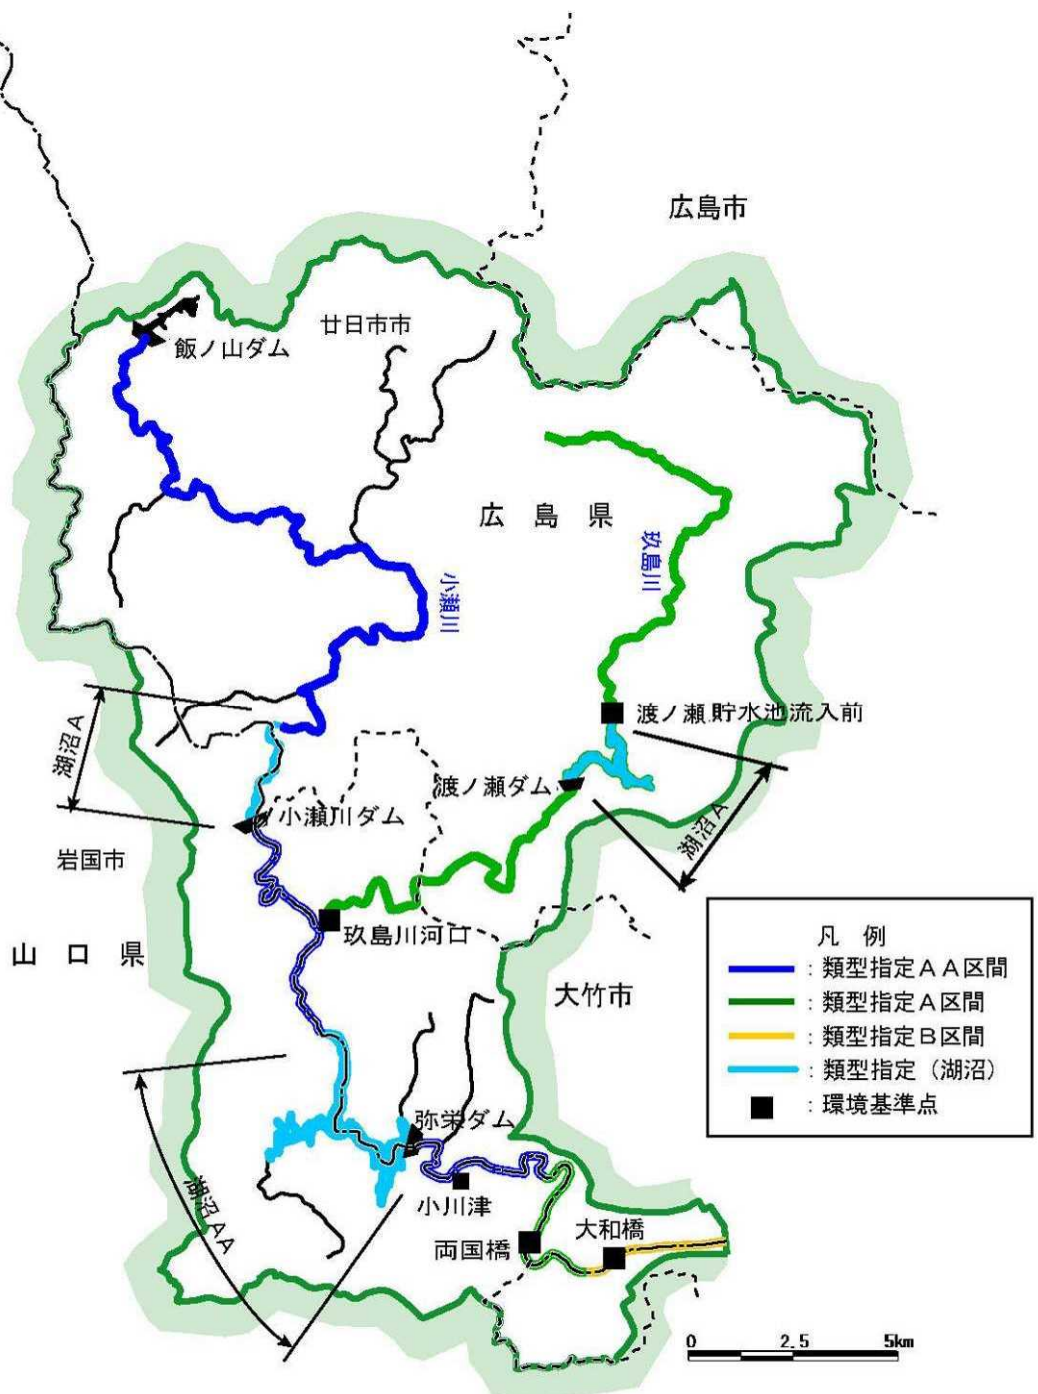 広島市
廿日市市
飯ノ山ダム
広島県
玖島川
小瀬川
渡ノ瀬貯水池流入前
湖沼A
渡ノ瀬ダム
小瀬川ダム
湖沼A
岩国市
玖島川河口
山口県
大竹市
凡 例
: 類型指定AA区間
: 類型指定A区間
: 類型指定B区間
: 類型指定 (湖沼)
: 環境基準点
弥栄ダム
湖沼AA
小川津
両国橋
大和橋
0 2.5 5km